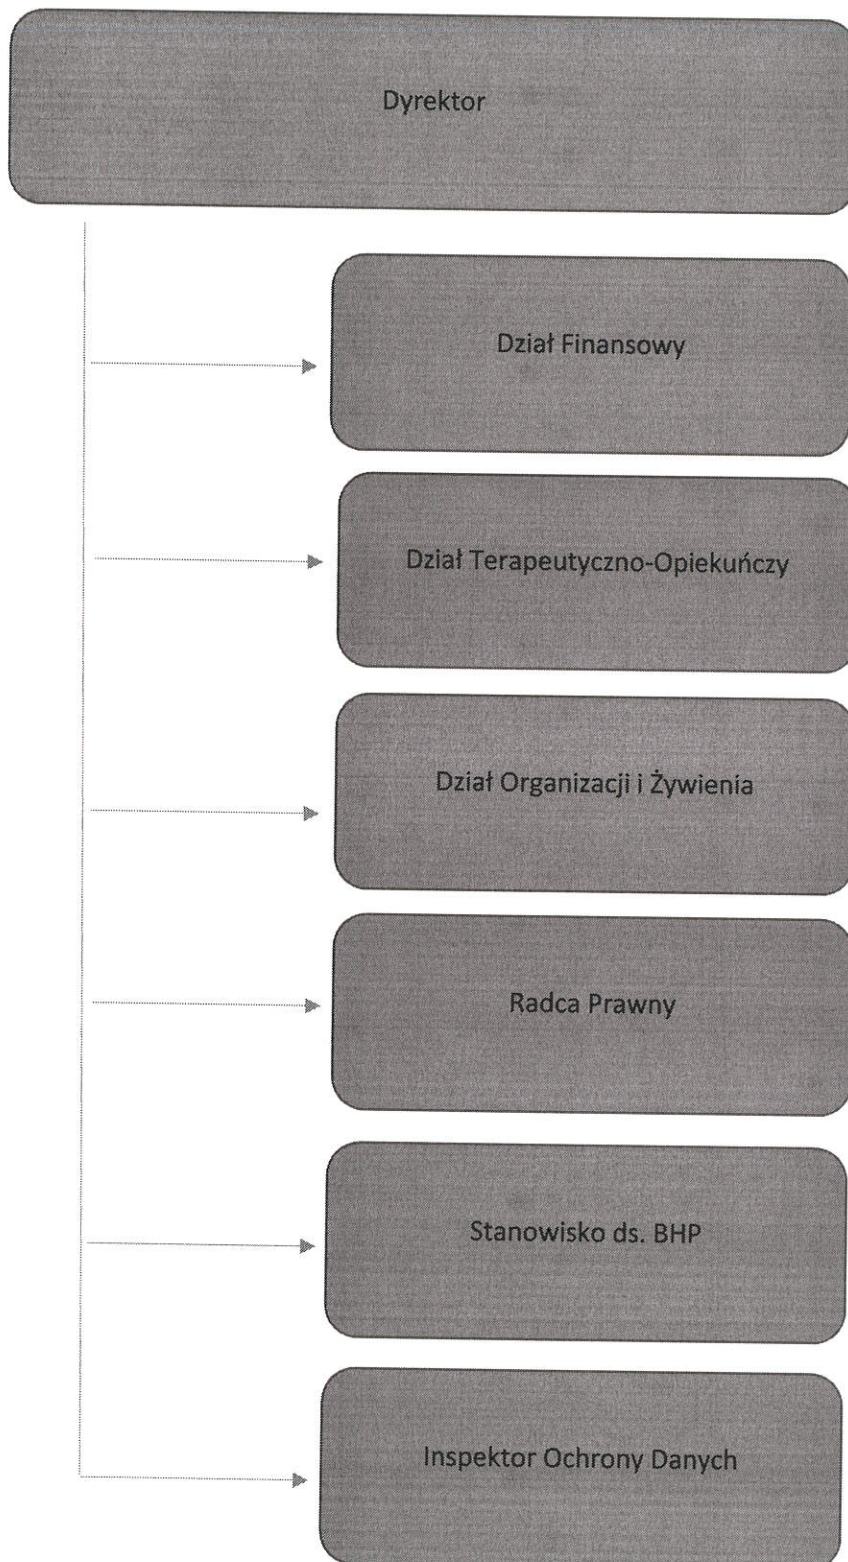 Dyrektor
Dział Finansowy
Dział Terapeutyczno-Opiekuńczy
Dział Organizacji i Żywienia
Radca Prawny
Stanowisko ds. BHP
Inspektor Ochrony Danych